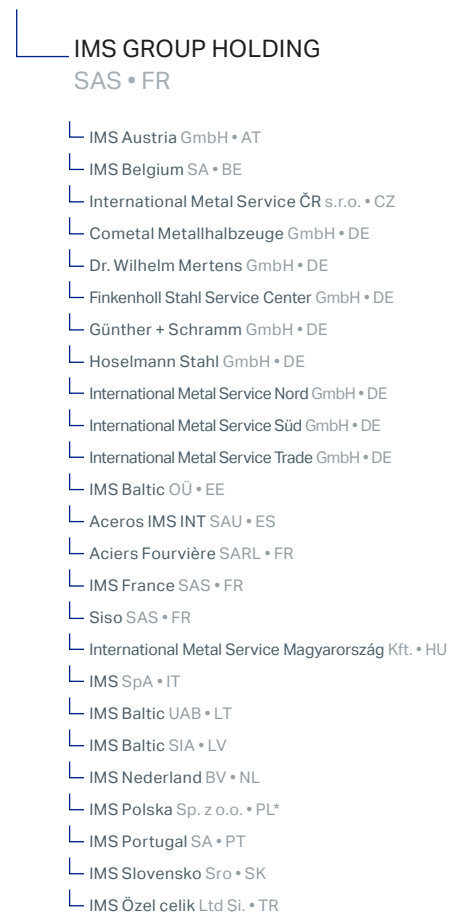 IMS GROUP HOLDING
SAS • FR
IMS Austria GmbH • AT
IMS Belgium SA • BE
International Metal Service ČR s.r.o. • CZ
Cometal Metallhalbzeuge GmbH • DE
Dr. Wilhelm Mertens GmbH • DE
Finkenholl Stahl Service Center GmbH • DE
Günther + Schramm GmbH • DE
Hoselmann Stahl GmbH • DE
International Metal Service Nord GmbH • DE
International Metal Service Süd GmbH • DE
International Metal Service Trade GmbH • DE
IMS Baltic OÜ • EE
Aceros IMS INT SAU • ES
Aciers Fourvière SARL • FR
IMS France SAS • FR
Siso SAS • FR
International Metal Service Magyarország Kft. • HU
IMS SpA • IT
IMS Baltic UAB • LT
IMS Baltic SIA • LV
IMS Nederland BV • NL
IMS Polska Sp. z o.o. • PL*
IMS Portugal SA • PT
IMS Slovensko Sro • SK
IMS Özel çelik Ltd Şi. • TR